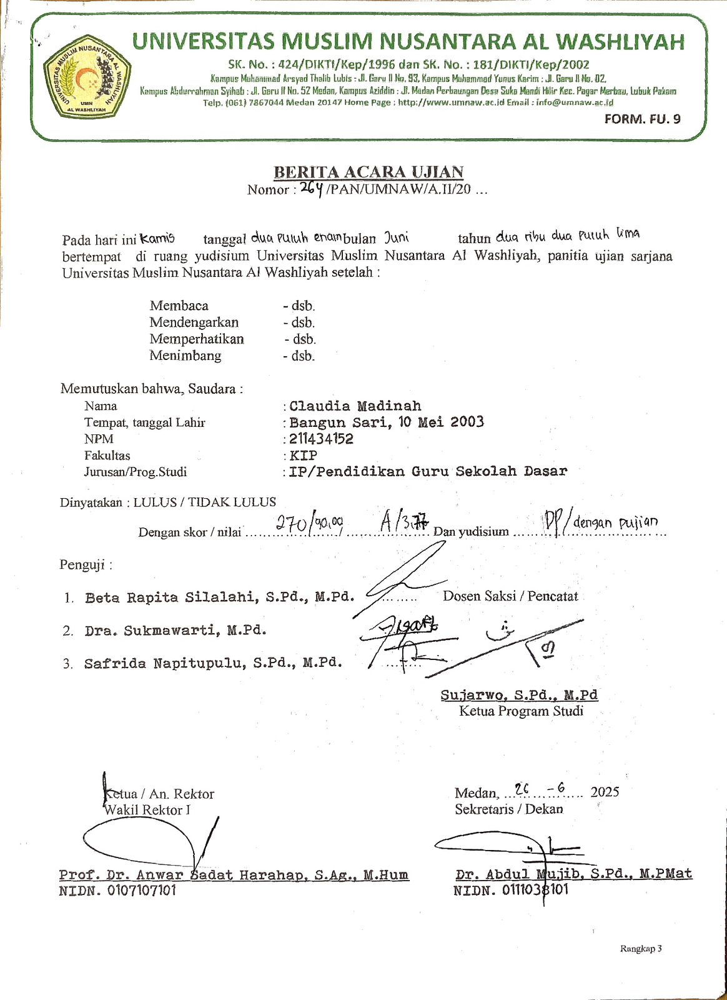 UNIVERSITAS MUSLIM NUSANTARA AL WASHLIYAH
UMN
AL WASHLIYAH
UNIVERSITAS MUSLIM NUSANTARA AL WASHLIYAH
SK. No. : 424/DIKTI/Kep/1996 dan SK. No. : 181/DIKTI/Kep/2002
Kampus Muhammad Arsyad Thalib Lubis : Jl. Garu II No. 93, Kampus Muhammad Yunus Karim : Jl. Garu II No. 02,
Kampus Abdurrahman Syihab : Jl. Garu II No. 52 Medan, Kampus Aziddin : Jl. Medan Perbaungan Desa Suka Mandi Hilir Kec. Pagar Merbau, Lubuk Pakam
Telp. (061) 7867044 Medan 20147 Home Page : http://www.umnaw.ac.id Email : info@umnaw.ac.id
FORM. FU. 9
BERITA ACARA UJIAN
Nomor : 264/PAN/UMNAW/A.II/20 ...
Pada hari ini Kamis tanggal dua puluh enam bulan Juni tahun dua ribu dua puluh lima
bertempat di ruang yudisium Universitas Muslim Nusantara Al Washliyah, panitia ujian sarjana
Universitas Muslim Nusantara Al Washliyah setelah :
Membaca - dsb.
Mendengarkan - dsb.
Memperhatikan - dsb.
Menimbang - dsb.
Memutuskan bahwa, Saudara :
Nama : Claudia Madinah
Tempat, tanggal Lahir : Bangun Sari, 10 Mei 2003
NPM : 211434152
Fakultas : KIP
Jurusan/Prog.Studi : IP/Pendidikan Guru Sekolah Dasar
Dinyatakan : LULUS / TIDAK LULUS
Dengan skor / nilai 270/90,00 / A/3,77 Dan yudisium DP/dengan pujian
Penguji :
1. Beta Rapita Silalahi, S.Pd., M.Pd. ........ Dosen Saksi / Pencatat
2. Dra. Sukmawarti, M.Pd.
3. Safrida Napitupulu, S.Pd., M.Pd. ........
Sujarwo, S.Pd., M.Pd
Ketua Program Studi
Ketua / An. Rektor
Wakil Rektor I
Medan, 26 - 6 2025
Sekretaris / Dekan
Prof. Dr. Anwar Sadat Harahap, S.Ag., M.Hum
NIDN. 0107107101
Dr. Abdul Mujib, S.Pd., M.PMat
NIDN. 0111038101
Rangkap 3